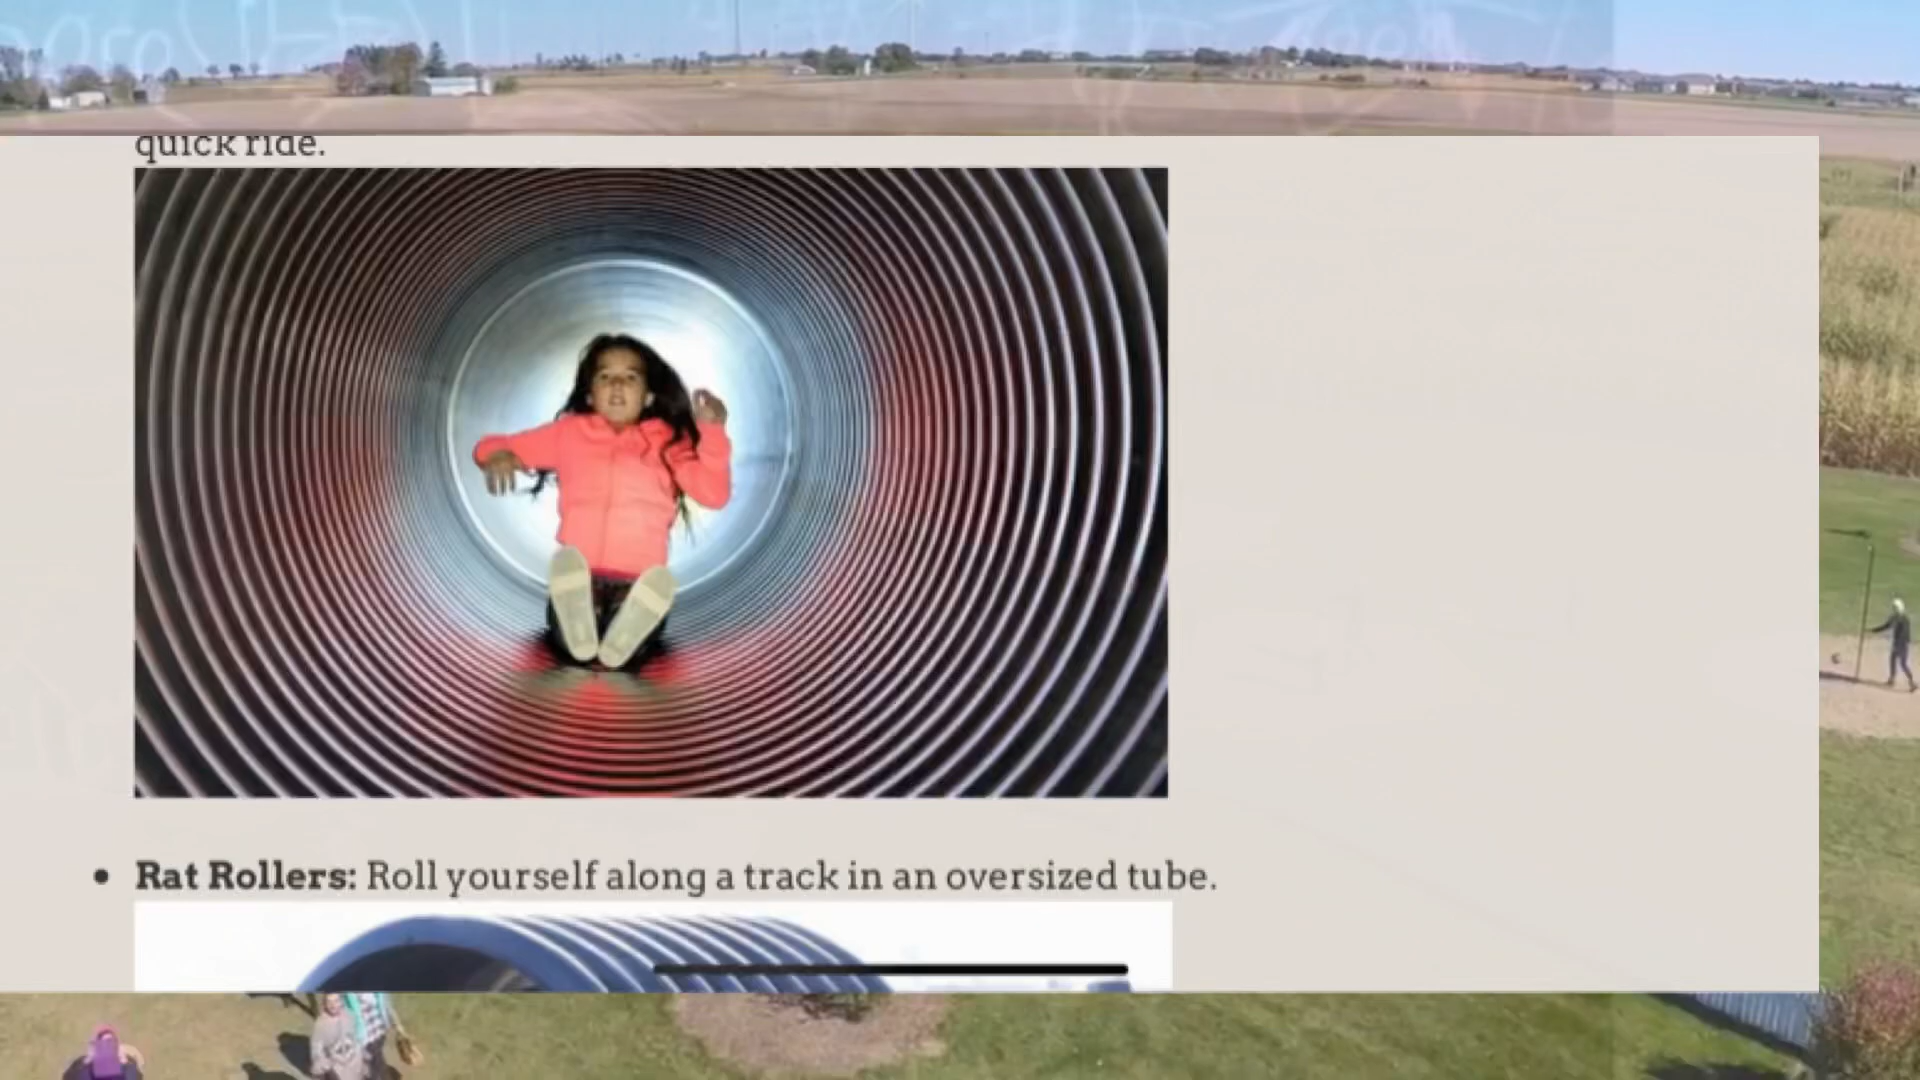 quick ride.
• Rat Rollers: Roll yourself along a track in an oversized tube.